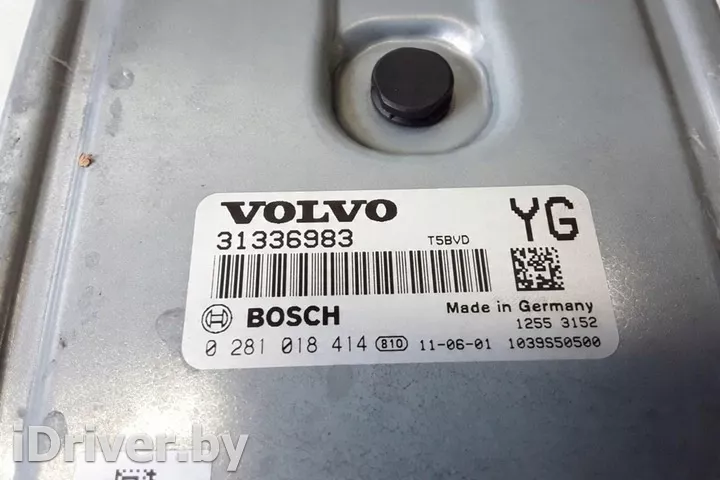 VOLVO YG
31336983 T5BVD
BOSCH Made in Germany
1255 3152
0 281 018 414 810 11-06-01 1039S50500
iDriver.by